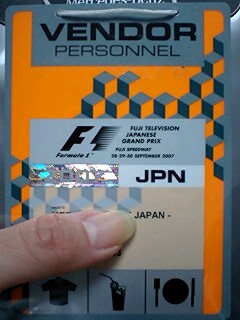 Mercedes-Benz
VENDOR
PERSONNEL
F1
Formula 1™
FUJI TELEVISION
JAPANESE
GRAND PRIX
FUJI SPEEDWAY
28-29-30 SEPTEMBER 2007
JPN
JAPAN -